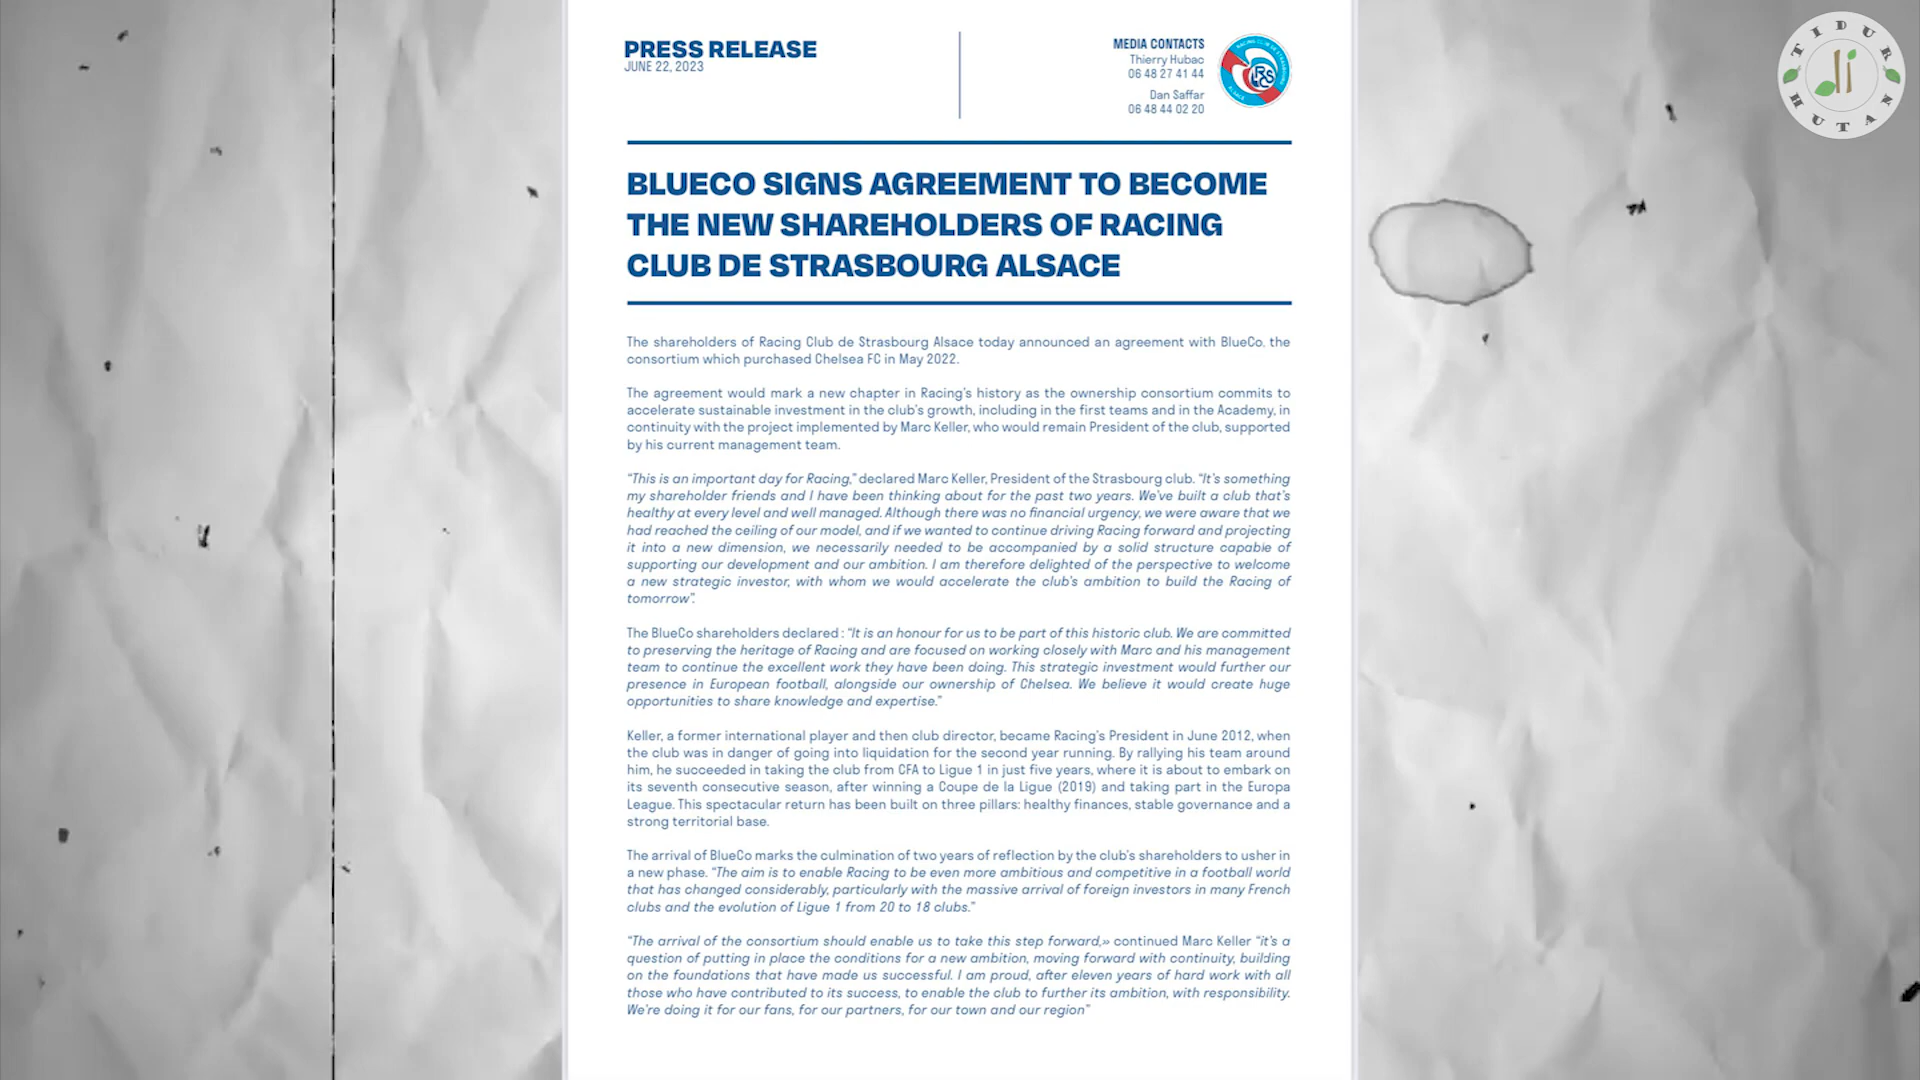 PRESS RELEASE
JUNE 22, 2023
MEDIA CONTACTS
Thierry Hubac
06 48 27 41 44
Dan Saffar
06 48 44 02 20
RACING CLUB DE STRASBOURG
ALSACE
RCS
TIDUR
di
HUTAN
BLUECO SIGNS AGREEMENT TO BECOME
THE NEW SHAREHOLDERS OF RACING
CLUB DE STRASBOURG ALSACE
The shareholders of Racing Club de Strasbourg Alsace today announced an agreement with BlueCo. the
consortium which purchased Chelsea FC in May 2022.
The agreement would mark a new chapter in Racing's history as the ownership consortium commits to
accelerate sustainable investment in the club's growth, including in the first teams and in the Academy, in
continuity with the project implemented by Marc Keller, who would remain President of the club, supported
by his current management team.
“This is an important day for Racing,” declared Marc Keller, President of the Strasbourg club. “It's something
my shareholder friends and I have been thinking about for the past two years. We've built a club that's
healthy at every level and well managed. Although there was no financial urgency, we were aware that we
had reached the ceiling of our model, and if we wanted to continue driving Racing forward and projecting
it into a new dimension, we necessarily needed to be accompanied by a solid structure capable of
supporting our development and our ambition. I am therefore delighted of the perspective to welcome
a new strategic investor, with whom we would accelerate the club's ambition to build the Racing of
tomorrow”.
The BlueCo shareholders declared : “It is an honour for us to be part of this historic club. We are committed
to preserving the heritage of Racing and are focused on working closely with Marc and his management
team to continue the excellent work they have been doing. This strategic investment would further our
presence in European football, alongside our ownership of Chelsea. We believe it would create huge
opportunities to share knowledge and expertise.”
Keller, a former international player and then club director, became Racing's President in June 2012, when
the club was in danger of going into liquidation for the second year running. By rallying his team around
him, he succeeded in taking the club from CFA to Ligue 1 in just five years, where it is about to embark on
its seventh consecutive season, after winning a Coupe de la Ligue (2019) and taking part in the Europa
League. This spectacular return has been built on three pillars: healthy finances, stable governance and a
strong territorial base.
The arrival of BlueCo marks the culmination of two years of reflection by the club's shareholders to usher in
a new phase. “The aim is to enable Racing to be even more ambitious and competitive in a football world
that has changed considerably, particularly with the massive arrival of foreign investors in many French
clubs and the evolution of Ligue 1 from 20 to 18 clubs.”
“The arrival of the consortium should enable us to take this step forward,» continued Marc Keller “it's a
question of putting in place the conditions for a new ambition, moving forward with continuity, building
on the foundations that have made us successful. I am proud, after eleven years of hard work with all
those who have contributed to its success, to enable the club to further its ambition, with responsibility.
We're doing it for our fans, for our partners, for our town and our region”